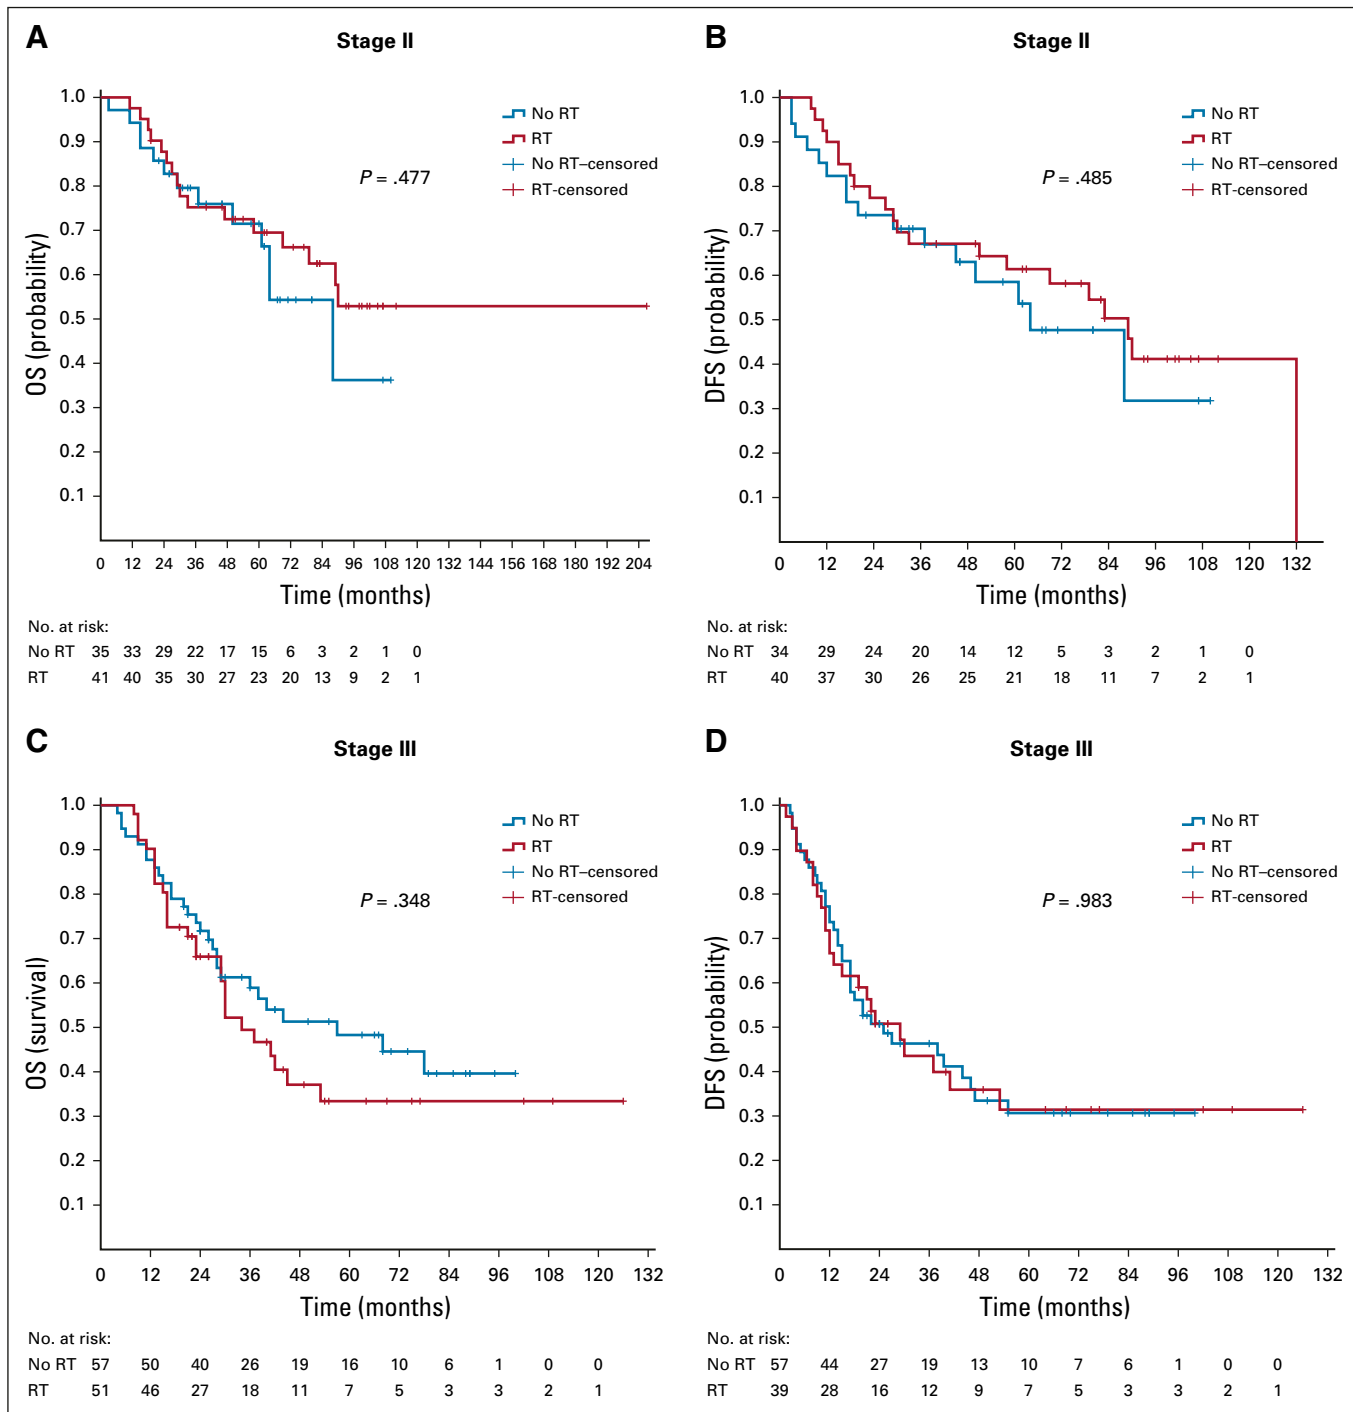 A
Stage II
1.0
0.9
0.8
0.7
0.6
0.5
0.4
0.3
0.2
0.1
OS (probability)
No RT
RT
No RT–censored
RT-censored
P = .477
0 12 24 36 48 60 72 84 96 108 120 132 144 156 168 180 192 204
Time (months)
No. at risk:
No RT 35 33 29 22 17 15 6 3 2 1 0
RT 41 40 35 30 27 23 20 13 9 2 1
B
Stage II
1.0
0.9
0.8
0.7
0.6
0.5
0.4
0.3
0.2
0.1
DFS (probability)
No RT
RT
No RT–censored
RT-censored
P = .485
0 12 24 36 48 60 72 84 96 108 120 132
Time (months)
No. at risk:
No RT 34 29 24 20 14 12 5 3 2 1 0
RT 40 37 30 26 25 21 18 11 7 2 1
C
Stage III
1.0
0.9
0.8
0.7
0.6
0.5
0.4
0.3
0.2
0.1
OS (survival)
No RT
RT
No RT–censored
RT-censored
P = .348
0 12 24 36 48 60 72 84 96 108 120 132
Time (months)
No. at risk:
No RT 57 50 40 26 19 16 10 6 1 0 0
RT 51 46 27 18 11 7 5 3 3 2 1
D
Stage III
1.0
0.9
0.8
0.7
0.6
0.5
0.4
0.3
0.2
0.1
DFS (probability)
No RT
RT
No RT–censored
RT-censored
P = .983
0 12 24 36 48 60 72 84 96 108 120 132
Time (months)
No. at risk:
No RT 57 44 27 19 13 10 7 6 1 0 0
RT 39 28 16 12 9 7 5 3 3 2 1